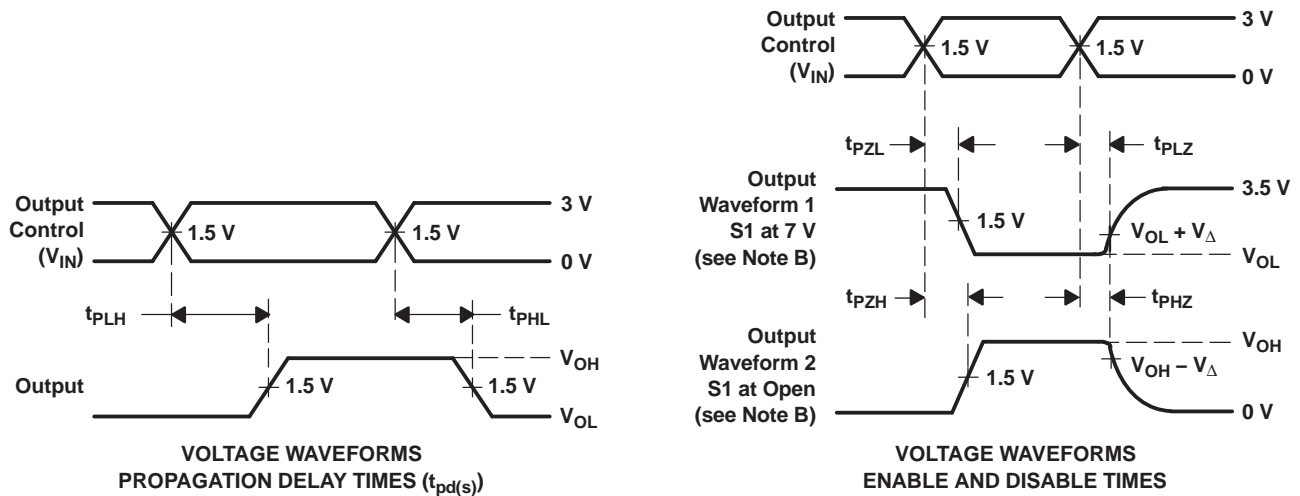 Output
Control
(VIN)
3 V
1.5 V
1.5 V
0 V
tPLH
tPHL
Output
VOH
1.5 V
1.5 V
VOL
VOLTAGE WAVEFORMS
PROPAGATION DELAY TIMES (tpd(s))
Output
Control
(VIN)
3 V
1.5 V
1.5 V
0 V
tPZL
tPLZ
Output
Waveform 1
S1 at 7 V
(see Note B)
3.5 V
1.5 V
VOL + VΔ
VOL
tPZH
tPHZ
Output
Waveform 2
S1 at Open
(see Note B)
VOH
1.5 V
VOH − VΔ
0 V
VOLTAGE WAVEFORMS
ENABLE AND DISABLE TIMES